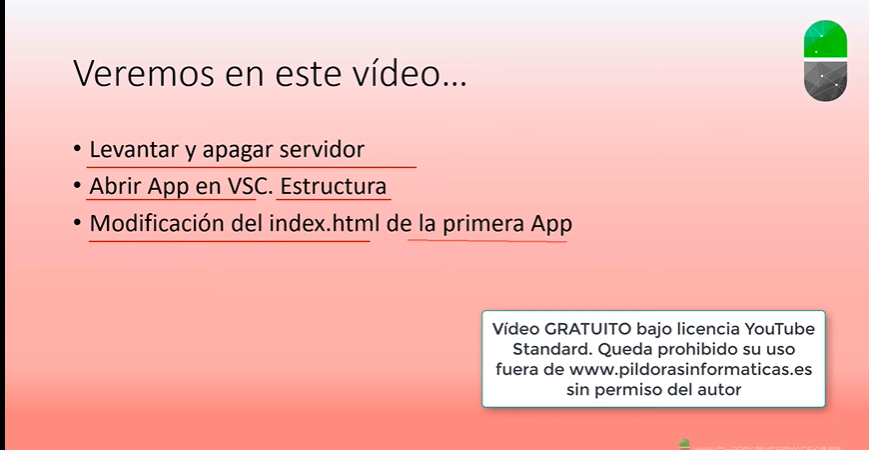 Veremos en este vídeo...
• Levantar y apagar servidor
• Abrir App en VSC. Estructura
• Modificación del index.html de la primera App
Vídeo GRATUITO bajo licencia YouTube
Standard. Queda prohibido su uso
fuera de www.pildorasinformaticas.es
sin permiso del autor